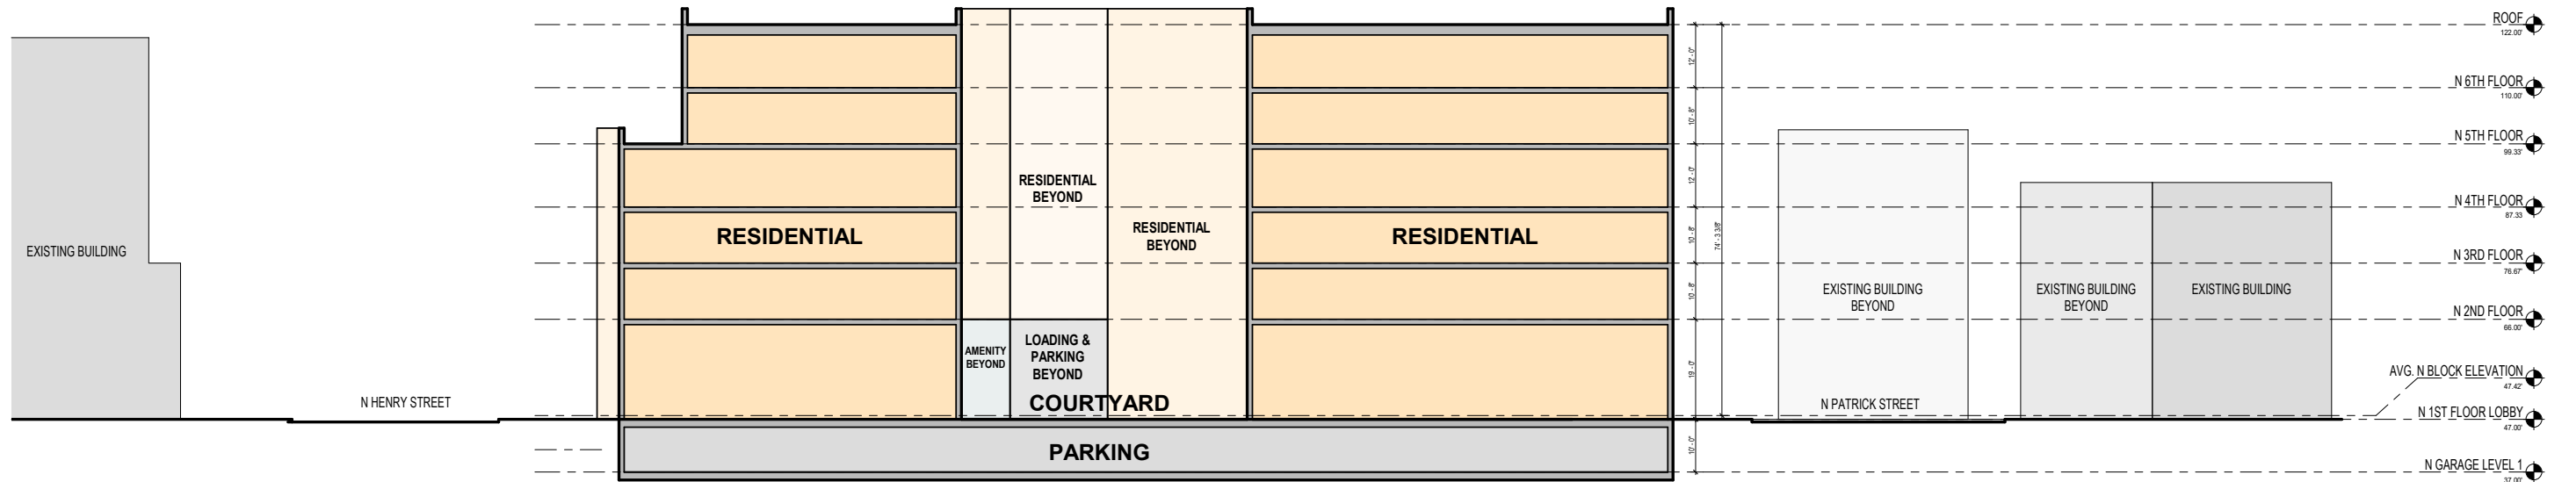 ROOF
122.00'
12' - 0"
N 6TH FLOOR
110.00'
10' - 8"
N 5TH FLOOR
99.33'
12' - 0"
RESIDENTIAL
BEYOND
N 4TH FLOOR
87.33
RESIDENTIAL
RESIDENTIAL
BEYOND
RESIDENTIAL
10' - 8"
74' - 3 3/8"
EXISTING BUILDING
N 3RD FLOOR
76.67'
10' - 8"
EXISTING BUILDING
BEYOND
EXISTING BUILDING
BEYOND
EXISTING BUILDING
N 2ND FLOOR
66.00'
AMENITY
BEYOND
LOADING &
PARKING
BEYOND
19' - 0"
AVG. N BLOCK ELEVATION
47.42'
N HENRY STREET
COURTYARD
N PATRICK STREET
N 1ST FLOOR LOBBY
47.00'
PARKING
10' - 0"
N GARAGE LEVEL 1
37.00'